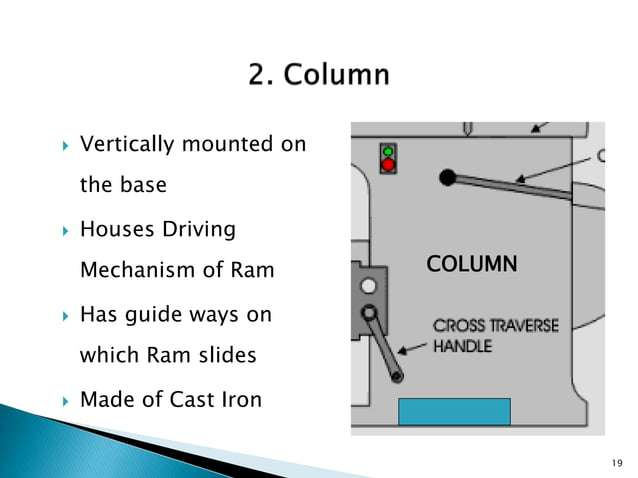 2. Column
Vertically mounted on
the base
Houses Driving
Mechanism of Ram
Has guide ways on
which Ram slides
Made of Cast Iron
COLUMN
CROSS TRAVERSE
HANDLE
19